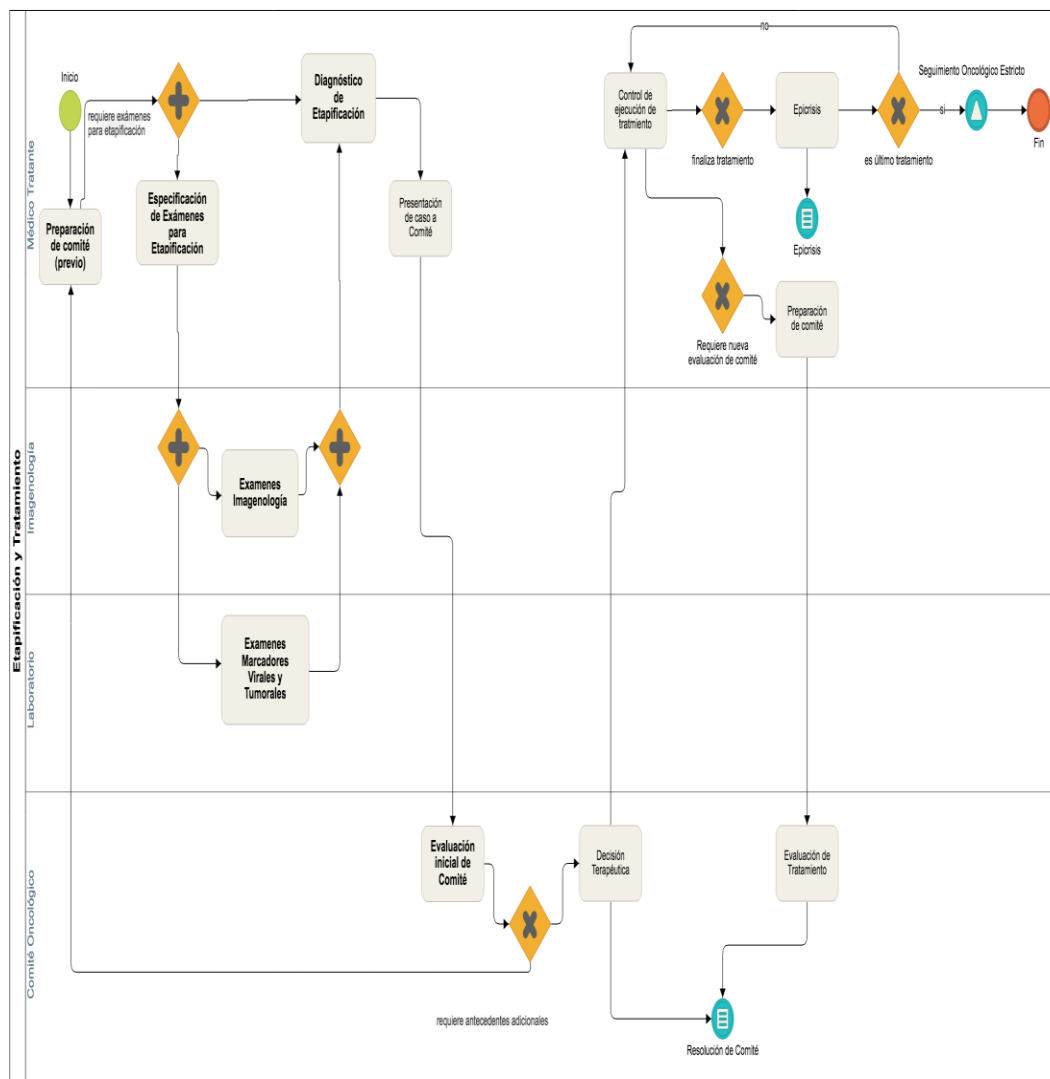 Etapificación y Tratamiento
Médico Tratante
Inicio
requiere exámenes
para etapificación
Preparación
de comité
(previo)
Especificación
de Exámenes
para
Etapificación
Diagnóstico
de
Etapificación
Presentación
de caso a
Comité
no
Control de
ejecución de
tratmiento
finaliza tratamiento
Epicrisis
Epicrisis
es último tratamiento
si
Seguimiento Oncológico Estricto
Fin
Requiere nueva
evaluación de comité
Preparación
de comité
Imagenología
Examenes
Imagenología
Laboratorio
Examenes
Marcadores
Virales y
Tumorales
Comité Oncológico
Evaluación
inicial de
Comité
requiere antecedentes adicionales
Decisión
Terapéutica
Evaluación de
Tratamiento
Resolución de Comité